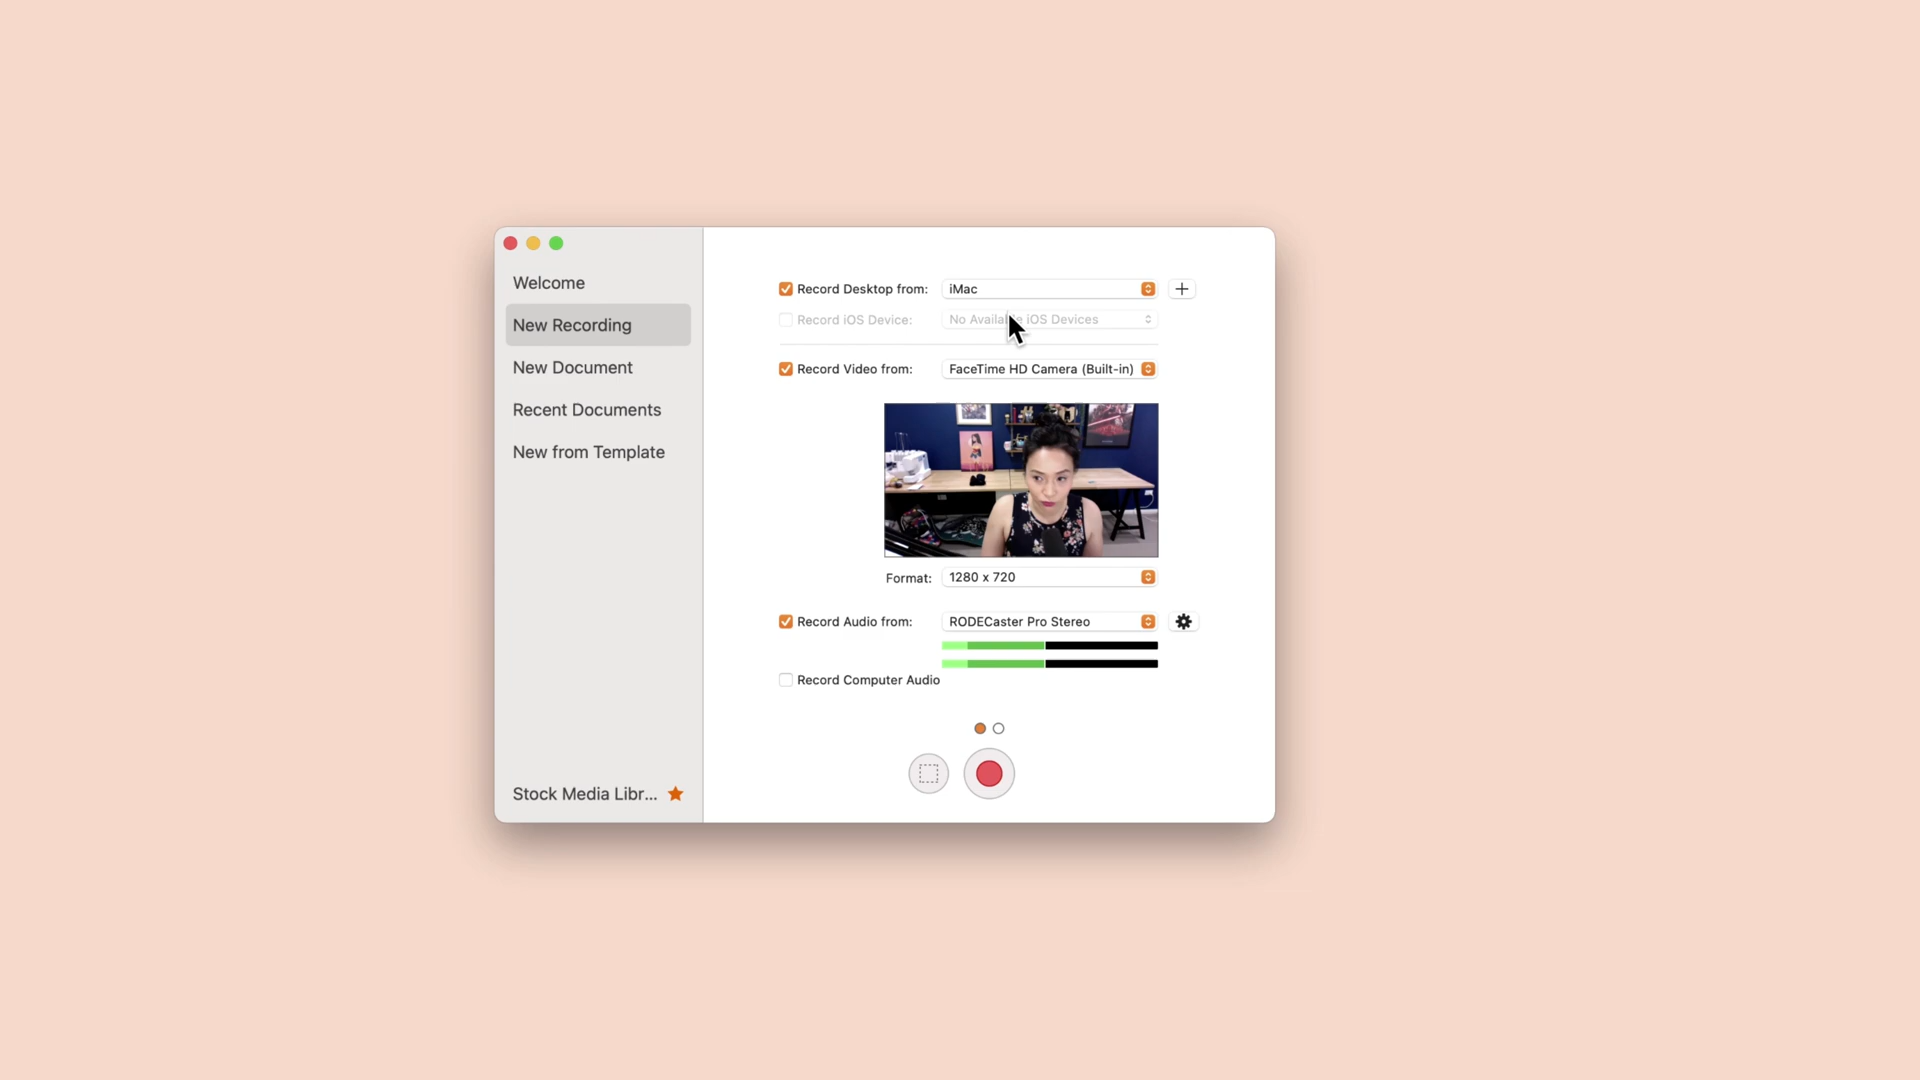 Welcome
New Recording
New Document
Recent Documents
New from Template
Stock Media Libr...
Record Desktop from: iMac
Record iOS Device: No Available iOS Devices
Record Video from: FaceTime HD Camera (Built-in)
Format: 1280 x 720
Record Audio from: RODECaster Pro Stereo
Record Computer Audio